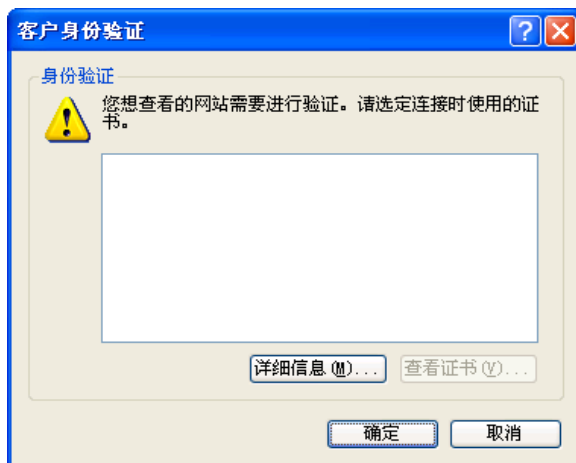 客户身份验证
身份验证
您想查看的网站需要进行验证。请选定连接时使用的证
书。
详细信息(M)...
查看证书(V)...
确定
取消